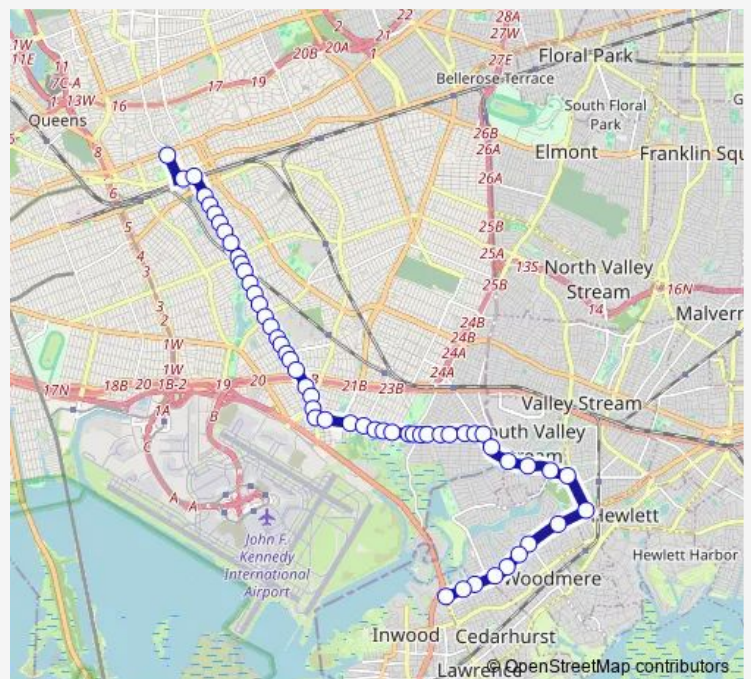 22
28A
27W
1W
11E
2
20A
20B
21
1
27E
Floral Park
Bellerose Terrace
11
7C-A
13W
16
17
19
South Floral
Park
Queens
8
26B
26A
Elmont
Franklin Squ
6
26A
5
4
3
25B
25A
13S
North Valley
Stream
16N
25B
14
3
2
Malvern
24B
24B
24A
24A
1W
1W
17N
18B
20
1B-2
19
20
21B
23B
1A
B
Valley Stream
C
A
A
outh Valley
ream
Hewlett
John F.
Kennedy
International
Airport
Hewlett Harbor
Woodmere
Inwood
Cedarhurst
Lawrence
© OpenStreetMap contributors